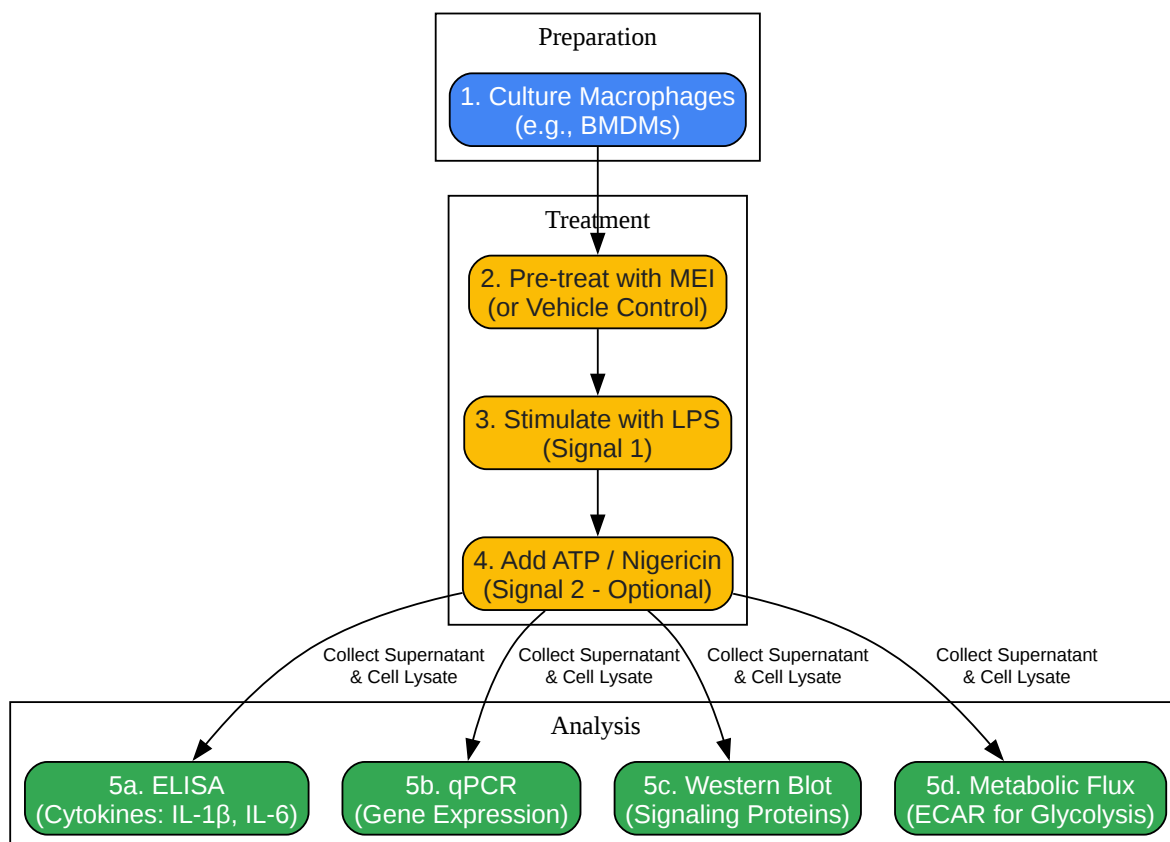 Preparation
1. Culture Macrophages
(e.g., BMDMs)
Treatment
2. Pre-treat with MEI
(or Vehicle Control)
3. Stimulate with LPS
(Signal 1)
4. Add ATP / Nigericin
(Signal 2 - Optional)
Collect Supernatant
& Cell Lysate
Collect Supernatant
& Cell Lysate
Collect Supernatant
& Cell Lysate
Collect Supernatant
& Cell Lysate
Analysis
5a. ELISA
(Cytokines: IL-1β, IL-6)
5b. qPCR
(Gene Expression)
5c. Western Blot
(Signaling Proteins)
5d. Metabolic Flux
(ECAR for Glycolysis)